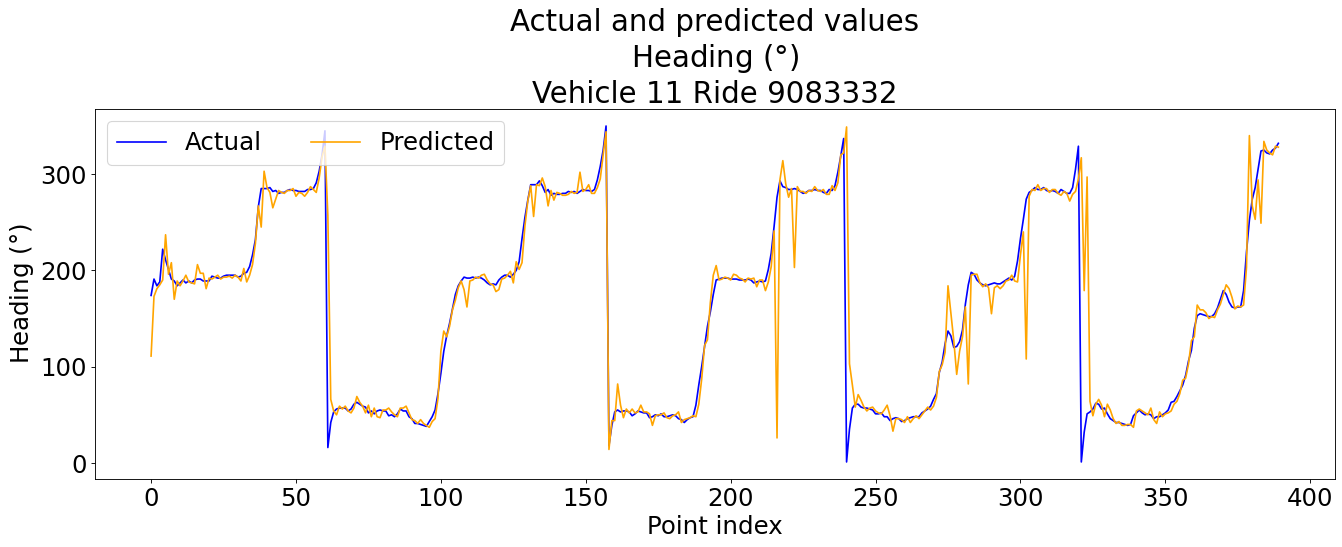 Actual and predicted values
Heading (°)
Vehicle 11 Ride 9083332
Actual Predicted
Heading (°)
300
200
100
0
0 50 100 150 200 250 300 350 400
Point index